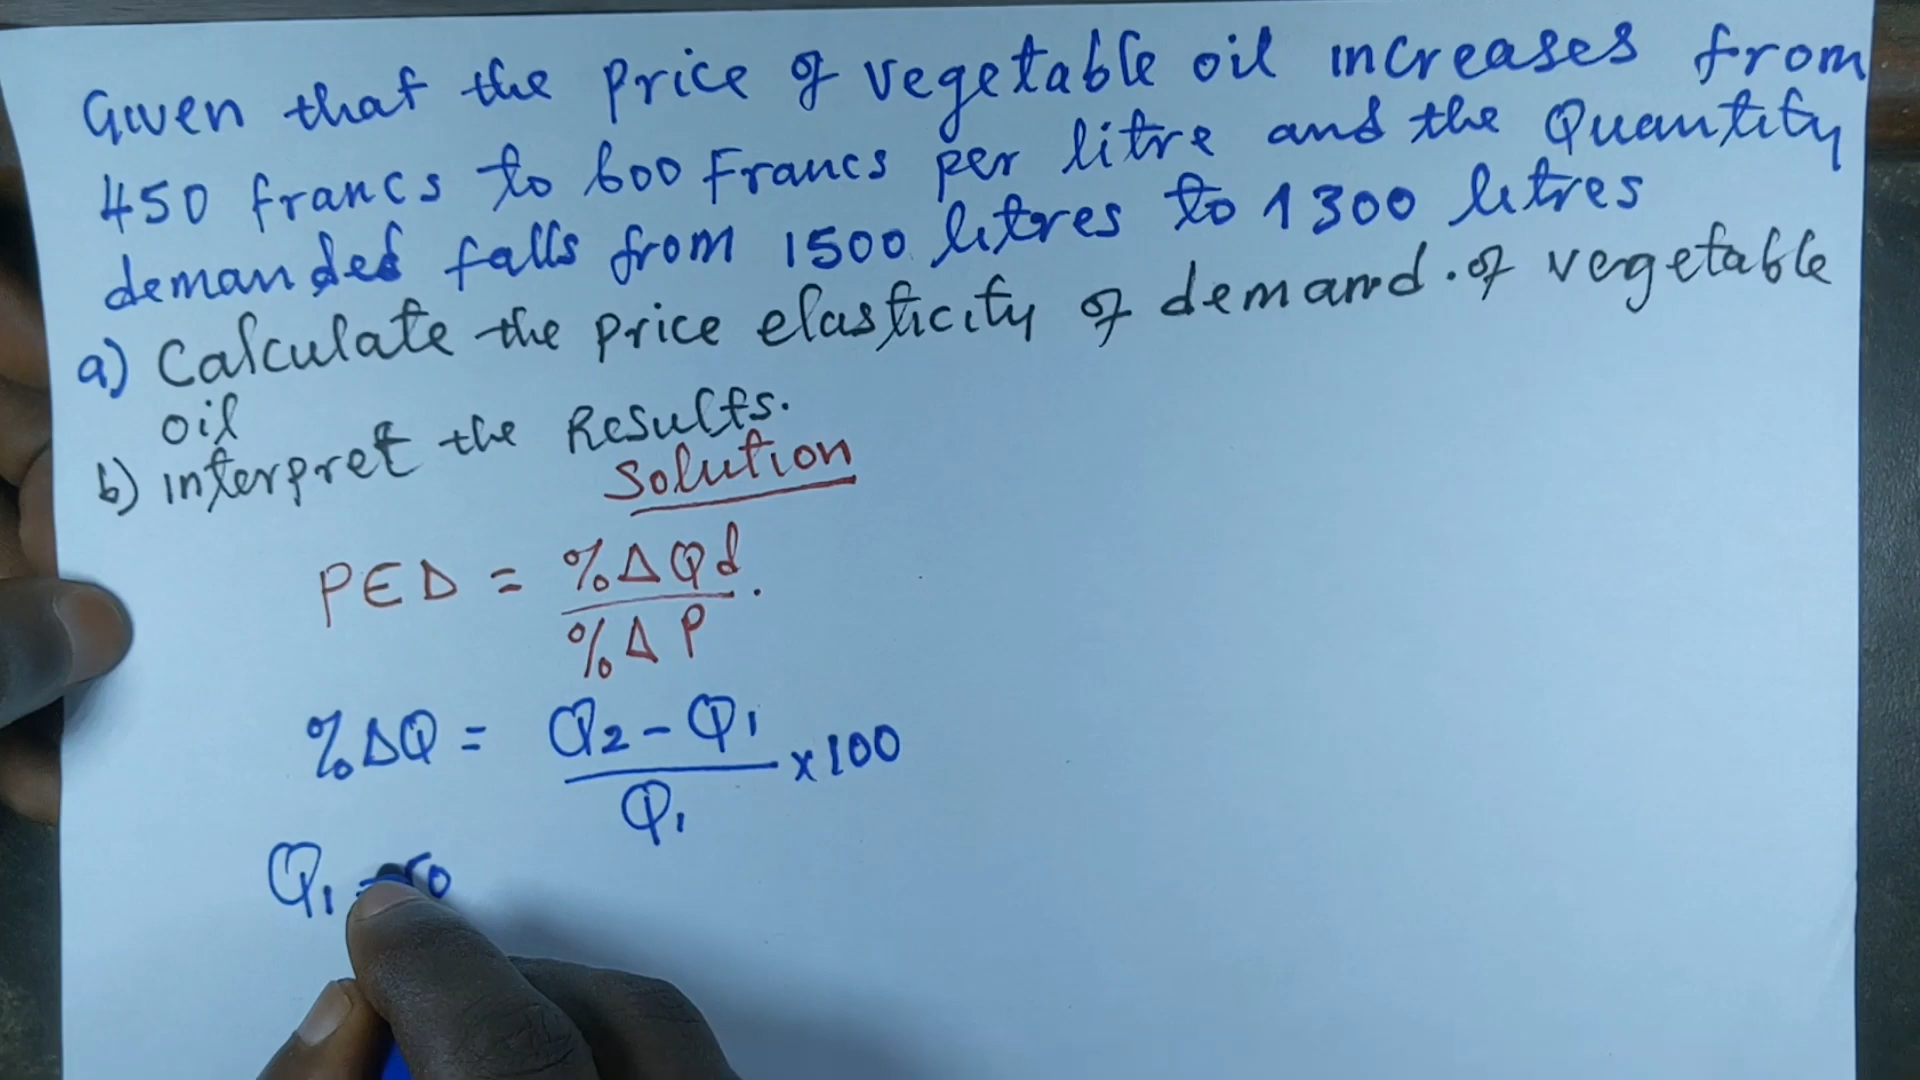 Given that the price of vegetable oil increases from
450 francs to 600 Francs per litre and the Quantity
demanded falls from 1500 litres to 1300 litres
a) Calculate the price elasticity of demand. of vegetable
oil
b) interpret the Results.
Solution
PED = %ΔQd / %ΔP .
%ΔQ = Q2 - Q1 / Q1 x 100
Q1